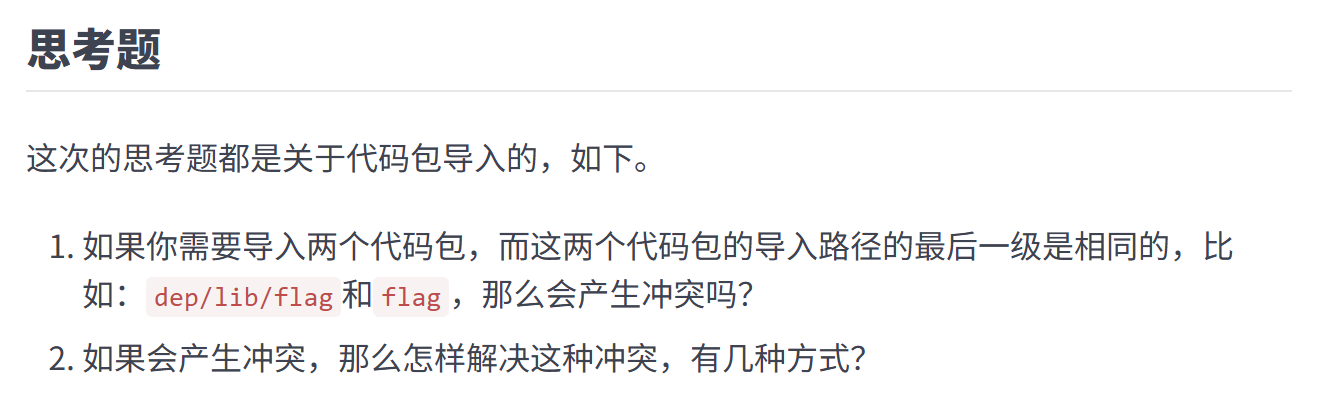 思考题
这次的思考题都是关于代码包导入的，如下。
1. 如果你需要导入两个代码包，而这两个代码包的导入路径的最后一级是相同的，比
如：dep/lib/flag和flag，那么会产生冲突吗？
2. 如果会产生冲突，那么怎样解决这种冲突，有几种方式？